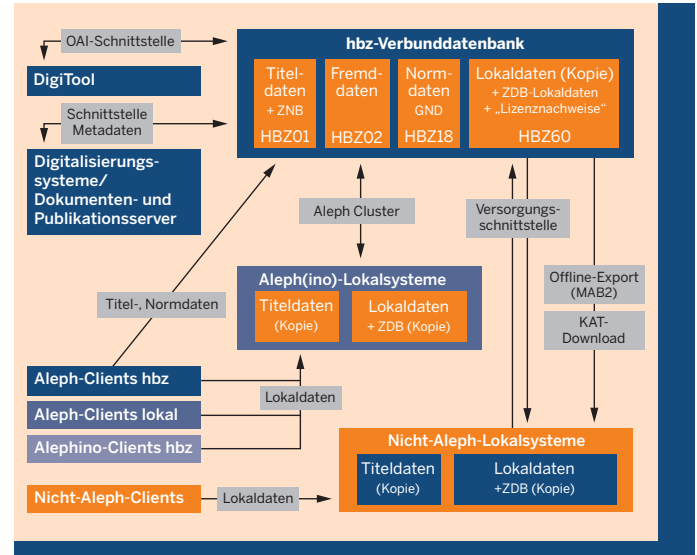 OAI-Schnittstelle
DigiTool
Schnittstelle
Metadaten
Digitalisierungs-
systeme/
Dokumenten- und
Publikationsserver
hbz-Verbunddatenbank
Titel-
daten
+ ZNB
HBZ01
Fremd-
daten
HBZ02
Norm-
daten
GND
HBZ18
Lokaldaten (Kopie)
+ ZDB-Lokaldaten
+ „Lizenznachweise“
HBZ60
Aleph Cluster
Versorgungs-
schnittstelle
Titel-, Normdaten
Aleph(ino)-Lokalsysteme
Titeldaten
(Kopie)
Lokaldaten
+ ZDB (Kopie)
Offline-Export
(MAB2)
KAT-
Download
Aleph-Clients hbz
Aleph-Clients lokal
Alephino-Clients hbz
Lokaldaten
Nicht-Aleph-Lokalsysteme
Titeldaten
(Kopie)
Lokaldaten
+ZDB (Kopie)
Nicht-Aleph-Clients
Lokaldaten